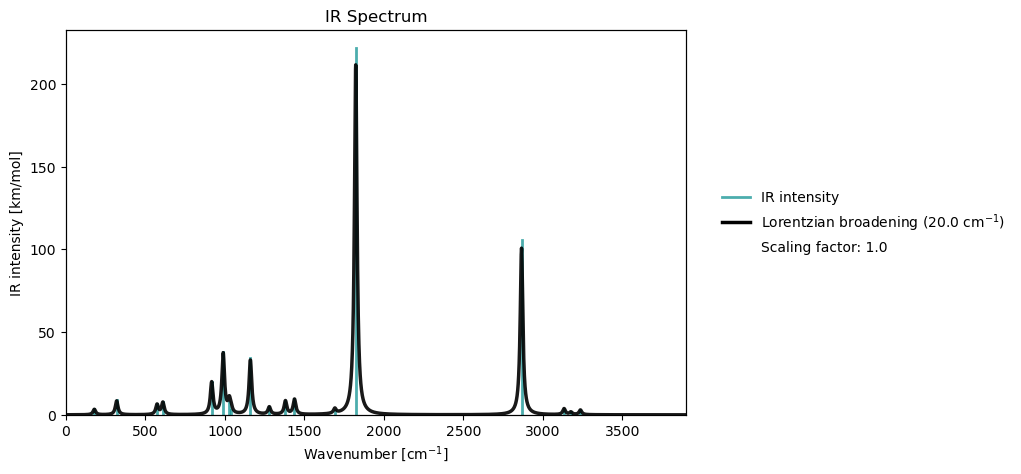 IR Spectrum
IR intensity [km/mol]
200
150
100
50
0
0 500 1000 1500 2000 2500 3000 3500
Wavenumber [cm⁻¹]
IR intensity
Lorentzian broadening (20.0 cm⁻¹)
Scaling factor: 1.0